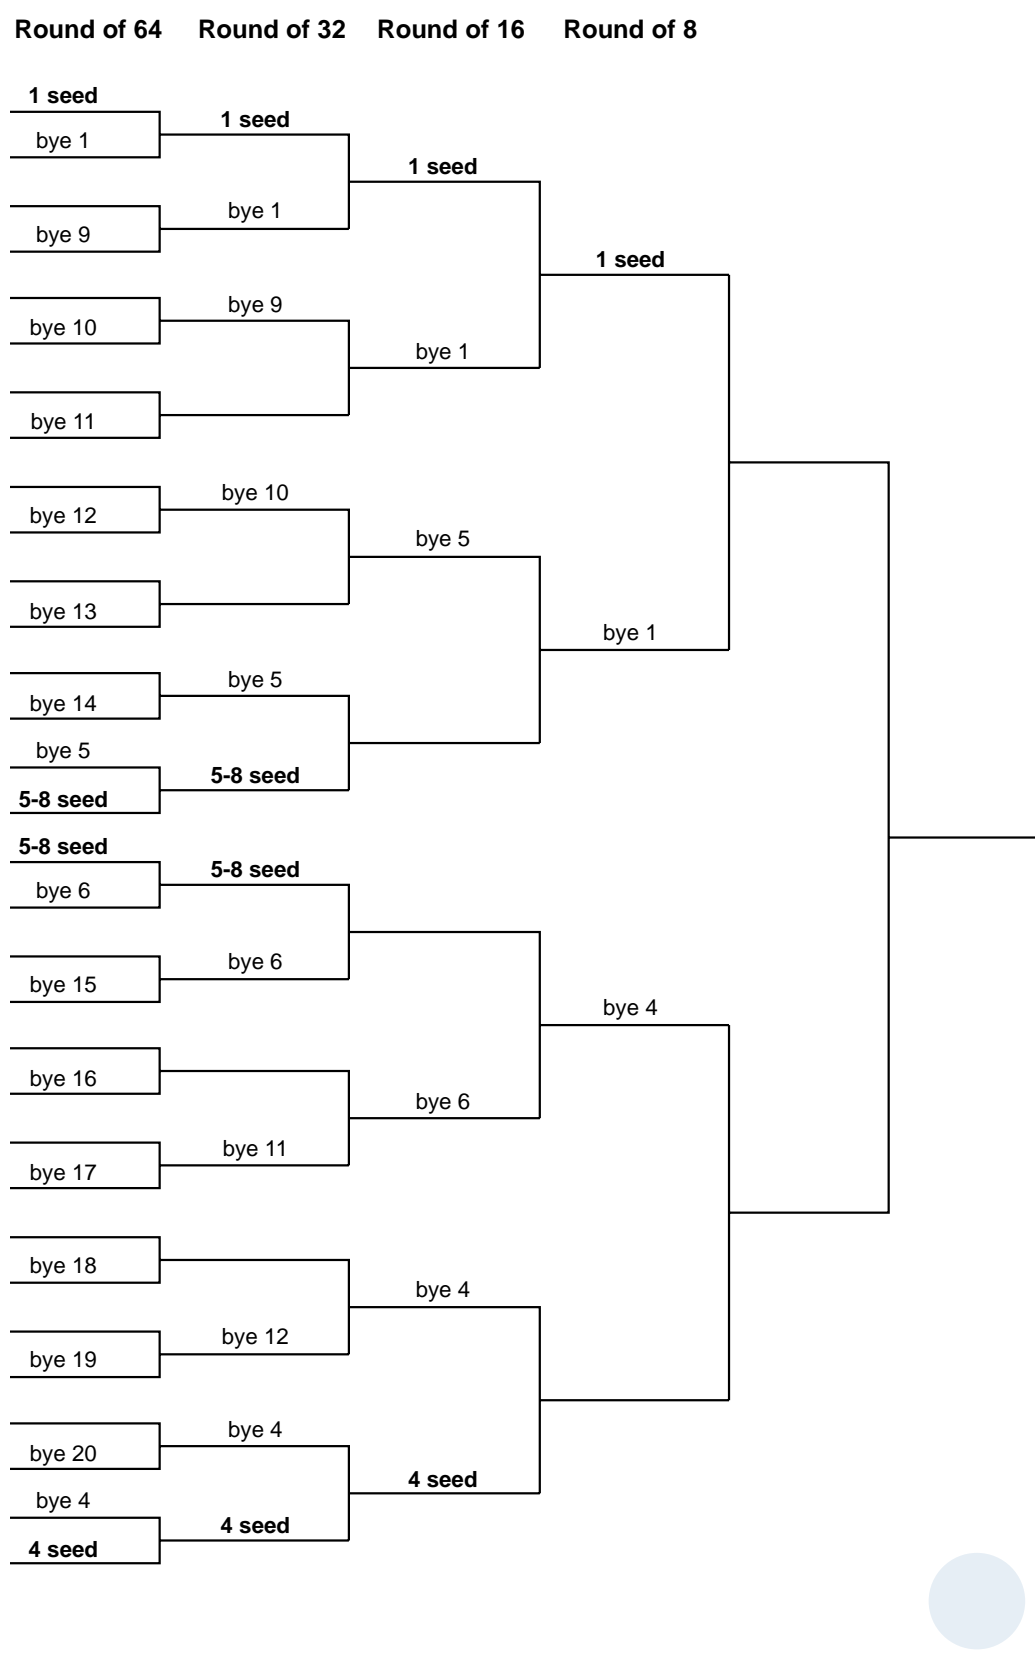 Round of 64 Round of 32 Round of 16 Round of 8
1 seed
1 seed
bye 1
1 seed
bye 1
bye 9
1 seed
bye 9
bye 10
bye 1
bye 11
bye 10
bye 12
bye 5
bye 13
bye 1
bye 5
bye 14
bye 5
5-8 seed
5-8 seed
5-8 seed
5-8 seed
bye 6
bye 6
bye 15
bye 4
bye 16
bye 6
bye 11
bye 17
bye 18
bye 4
bye 12
bye 19
bye 4
bye 20
4 seed
bye 4
4 seed
4 seed